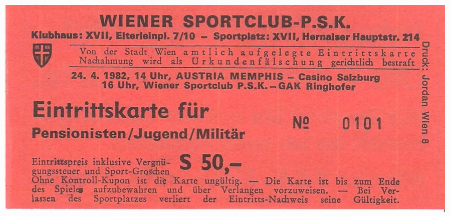 WIENER SPORTCLUB-P.S.K.
Klubhaus: XVII, Elterleinpl. 7/10 – Sportplatz: XVII, Hernalser Hauptstr. 214
Von der Stadt Wien amtlich aufgelegte Eintrittskarte
Nachahmung wird als Urkundenfälschung gerichtlich bestraft
24. 4. 1982, 14 Uhr, AUSTRIA MEMPHIS – Casino Salzburg
16 Uhr, Wiener Sportclub P.S.K.–GAK Ringhofer
Eintrittskarte für
Pensionisten/Jugend/Militär
№ 0101
Eintrittspreis inklusive Vergnü-
gungssteuer und Sport-Groschen
S 50,–
Ohne Kontroll-Kupon ist die Karte ungültig. — Die Karte ist bis zum Ende
des Spieles aufzubewahren und über Verlangen vorzuweisen. — Bei Ver-
lassen des Sportplatzes verliert der Eintritts-Nachweis seine Gültigkeit.
Druck: Jordan Wien 8